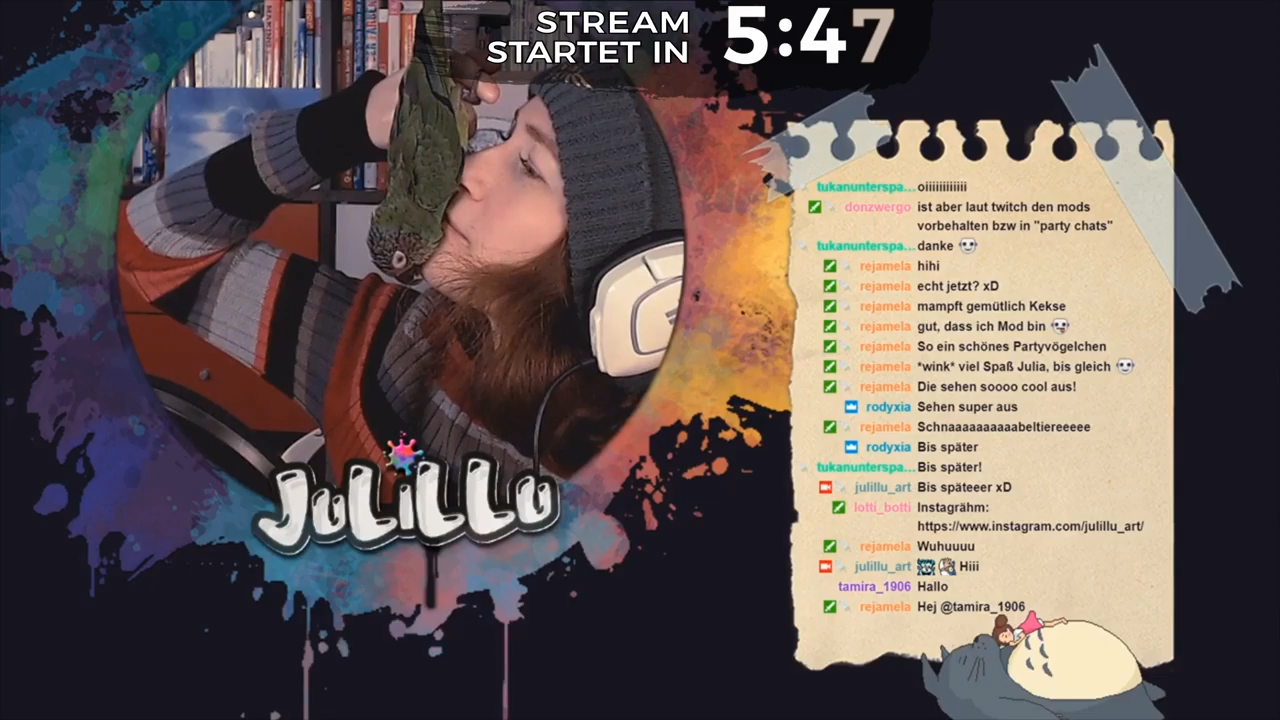 STREAM
STARTET IN
5:47
tukanunterspa... oiiiiiiiiiiii
donzwergo ist aber laut twitch den mods
vorbehalten bzw in "party chats"
tukanunterspa... danke
rejamela hihi
rejamela echt jetzt? xD
rejamela mampft gemütlich Kekse
rejamela gut, dass ich Mod bin
rejamela So ein schönes Partyvögelchen
rejamela *wink* viel Spaß Julia, bis gleich
rejamela Die sehen soooo cool aus!
rodyxia Sehen super aus
rejamela Schnaaaaaaaaaabeltiereeeee
rodyxia Bis später
tukanunterspa... Bis später!
julillu_art Bis späteeer xD
lotti_botti Instagrähm:
https://www.instagram.com/julillu_art/
rejamela Wuhuuuu
julillu_art Hiii
tamira_1906 Hallo
rejamela Hej @tamira_1906
JULILLU